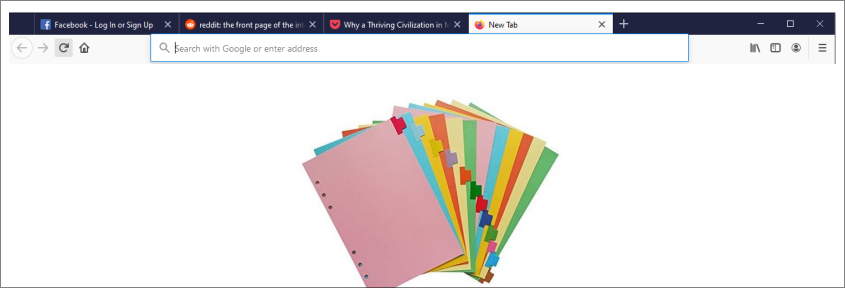 Facebook - Log In or Sign Up
reddit: the front page of the int
Why a Thriving Civilization in
New Tab
Search with Google or enter address